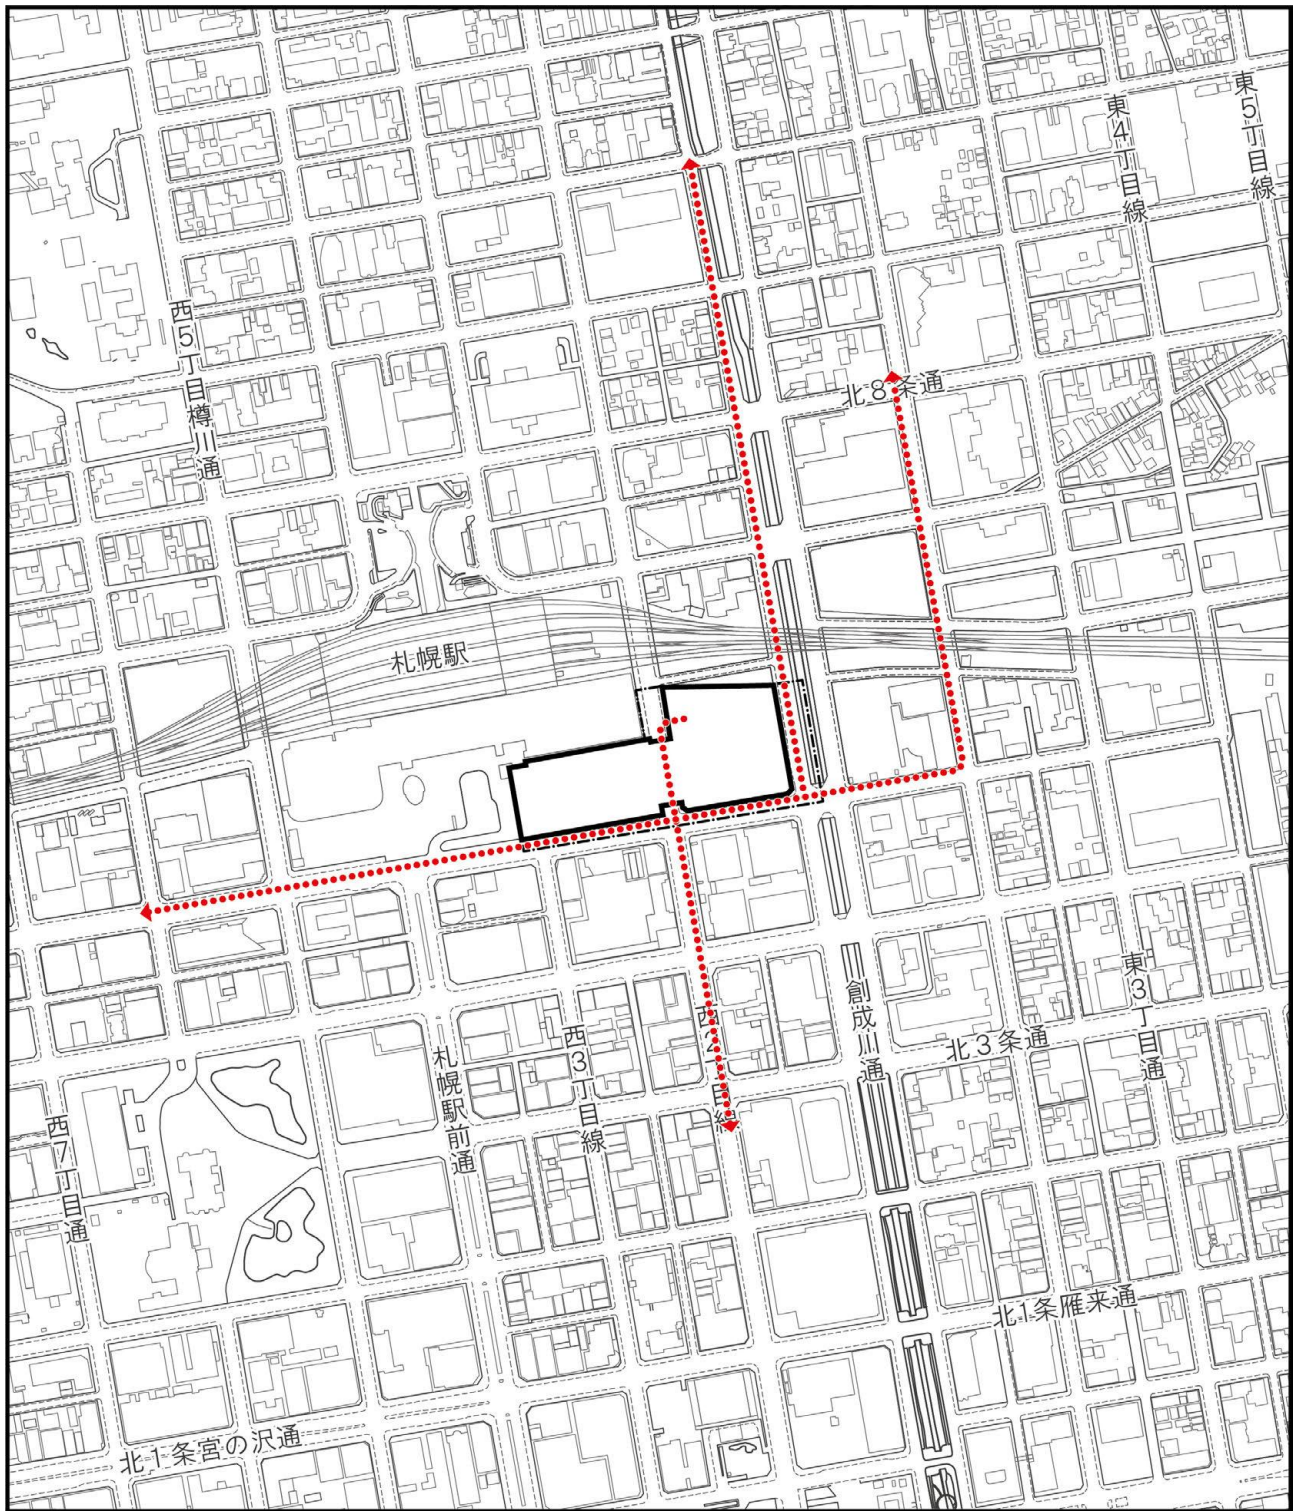 東5丁目線
東4丁目線
西5丁目樽川通
北8条通
札幌駅
創成川通
東3丁目通
北3条通
西2丁目線
西3丁目線
札幌駅前通
西7丁目通
北1条雁来通
北1条宮の沢通